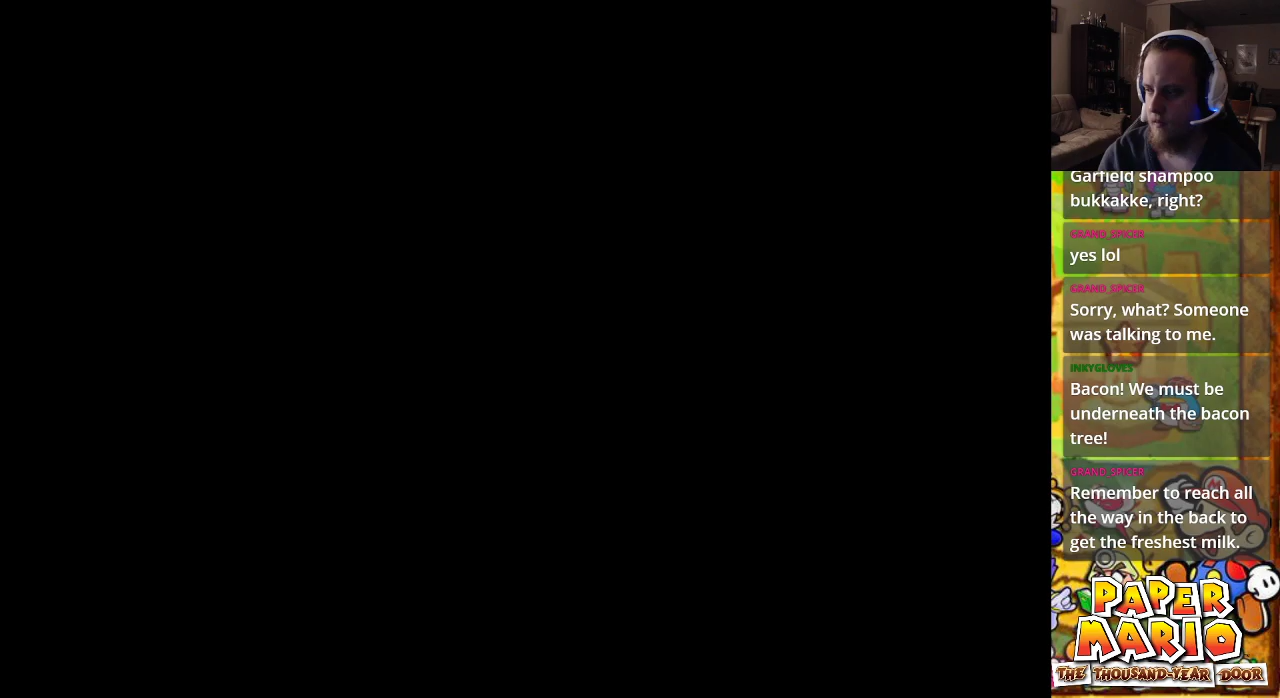 Garfield shampoo
bukkakke, right?
GRAND_SPICER
yes lol
GRAND_SPICER
Sorry, what? Someone
was talking to me.
INKYGLOVES
Bacon! We must be
underneath the bacon
tree!
GRAND_SPICER
Remember to reach all
the way in the back to
get the freshest milk.
PAPER
MARIO
THE THOUSAND-YEAR DOOR